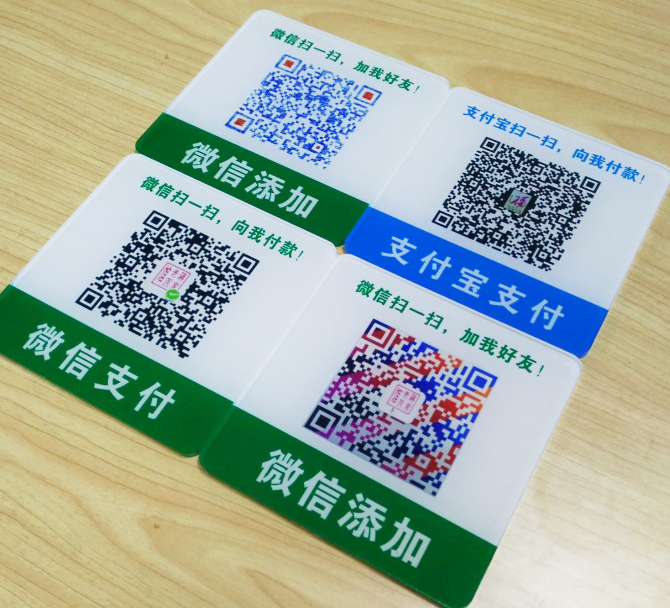 微信扫一扫，加我好友！
微信添加
支付宝扫一扫，向我付款！
支付宝支付
微信扫一扫，向我付款！
微信支付
微信扫一扫，加我好友！
微信添加